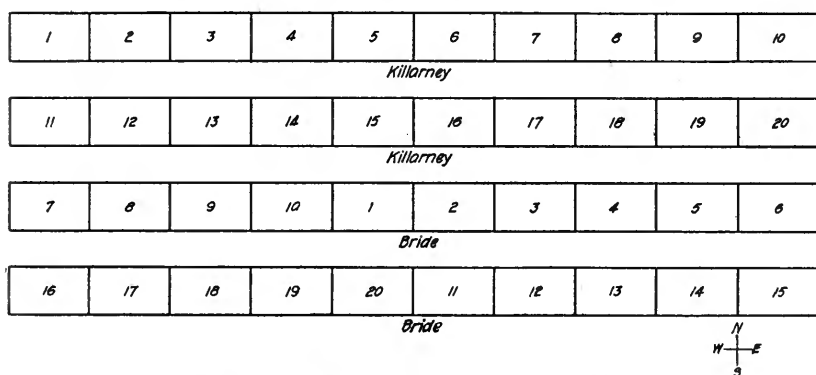 1 2 3 4 5 6 7 8 9 10
Killarney
11 12 13 14 15 16 17 18 19 20
Killarney
7 8 9 10 1 2 3 4 5 6
Bride
16 17 18 19 20 11 12 13 14 15
Bride
N
W E
S